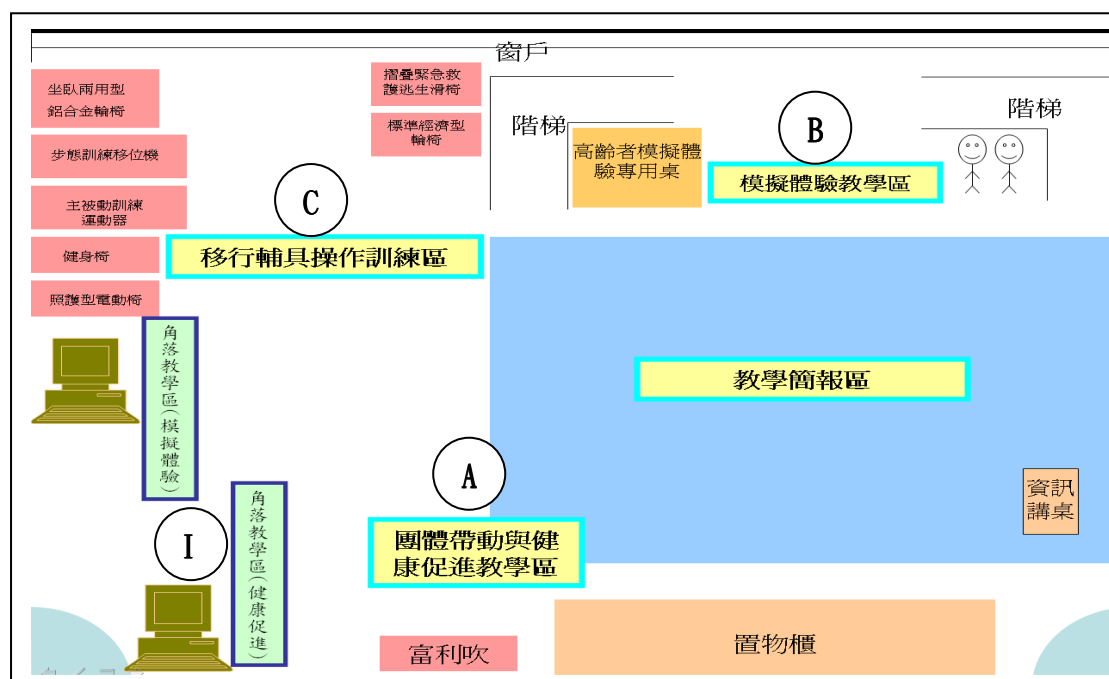 窗戶
坐臥兩用型
鋁合金輪椅
摺疊緊急救
護逃生滑椅
標準經濟型
輪椅
階梯
高齡者模擬體
驗專用桌
B
模擬體驗教學區
階梯
步態訓練移位機
主被動訓練
運動器
健身椅
照護型電動椅
C
移行輔具操作訓練區
角落教學區(模擬體驗)
教學簡報區
A
團體帶動與健
康促進教學區
資訊
講桌
I
角落教學區(健康促進)
富利吹
置物櫃